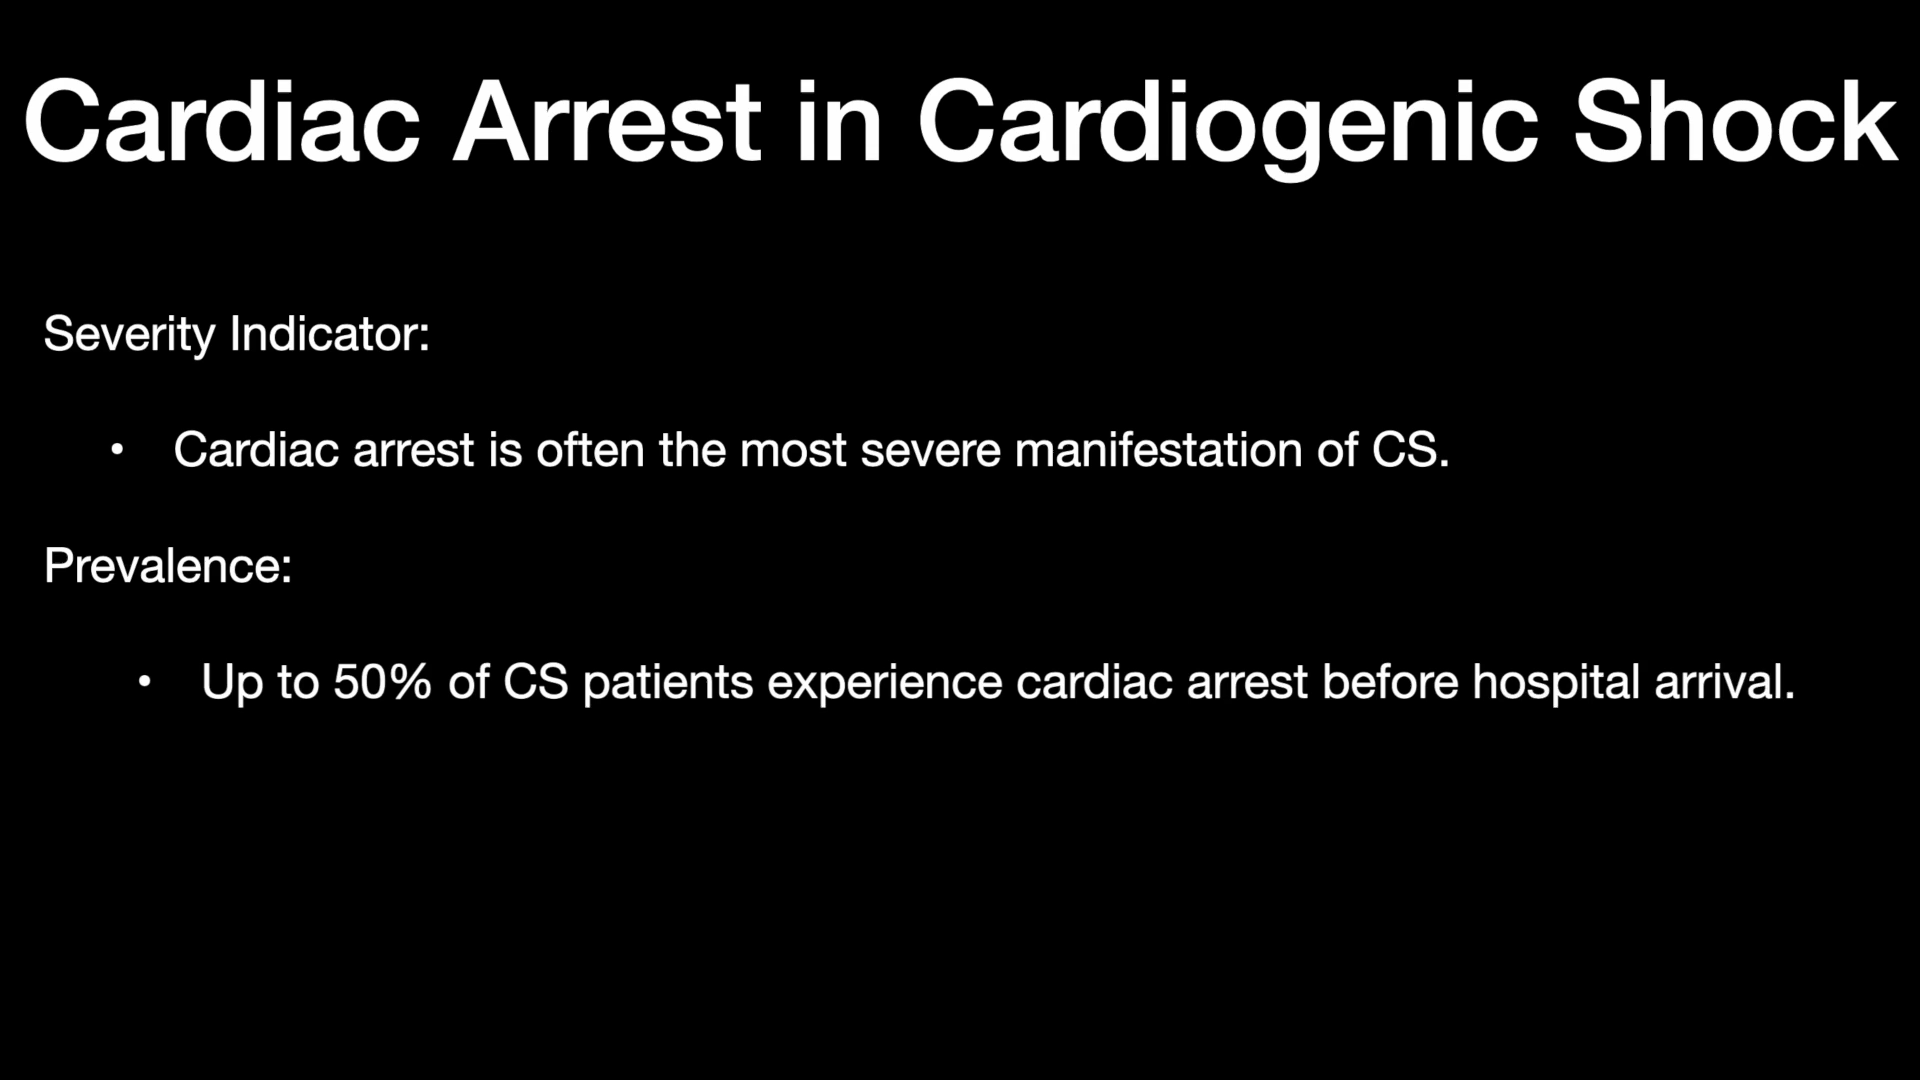 Cardiac Arrest in Cardiogenic Shock
Severity Indicator:
• Cardiac arrest is often the most severe manifestation of CS.
Prevalence:
• Up to 50% of CS patients experience cardiac arrest before hospital arrival.